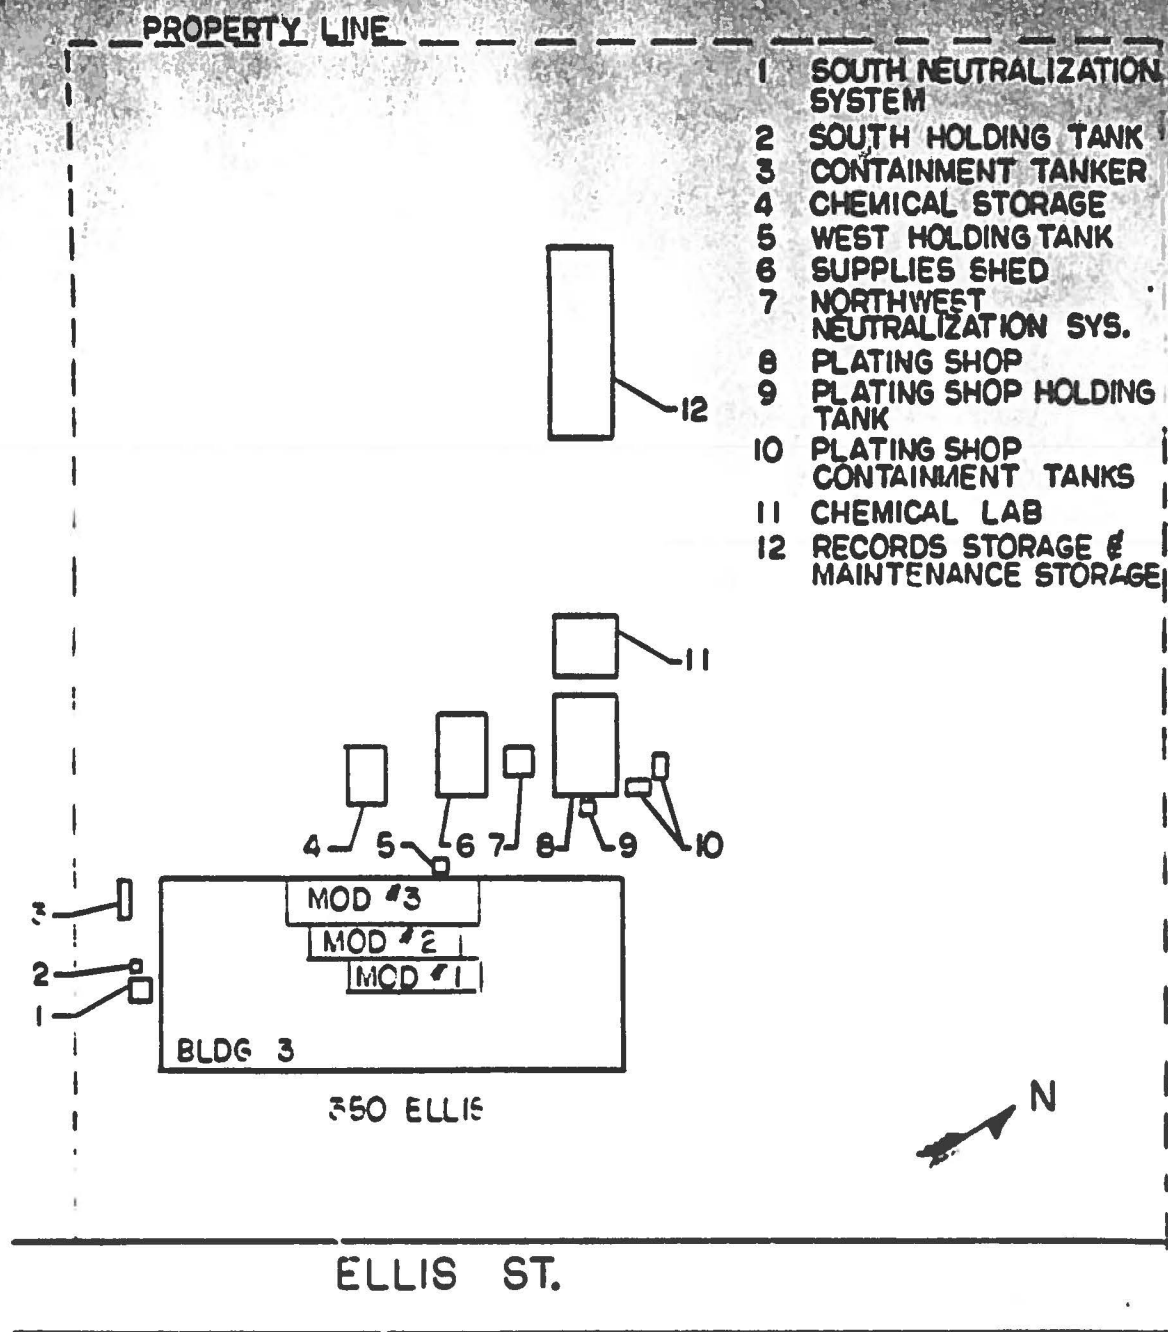 PROPERTY LINE
1 SOUTH NEUTRALIZATION
SYSTEM
2 SOUTH HOLDING TANK
3 CONTAINMENT TANKER
4 CHEMICAL STORAGE
5 WEST HOLDING TANK
6 SUPPLIES SHED
7 NORTHWEST
NEUTRALIZATION SYS.
8 PLATING SHOP
9 PLATING SHOP HOLDING
TANK
10 PLATING SHOP
CONTAINMENT TANKS
11 CHEMICAL LAB
12 RECORDS STORAGE &
MAINTENANCE STORAGE
12
11
4 5 6 7 8 9 10
3
MOD #3
MOD #2
2
MOD #1
1
BLDG 3
350 ELLIS
N
ELLIS ST.